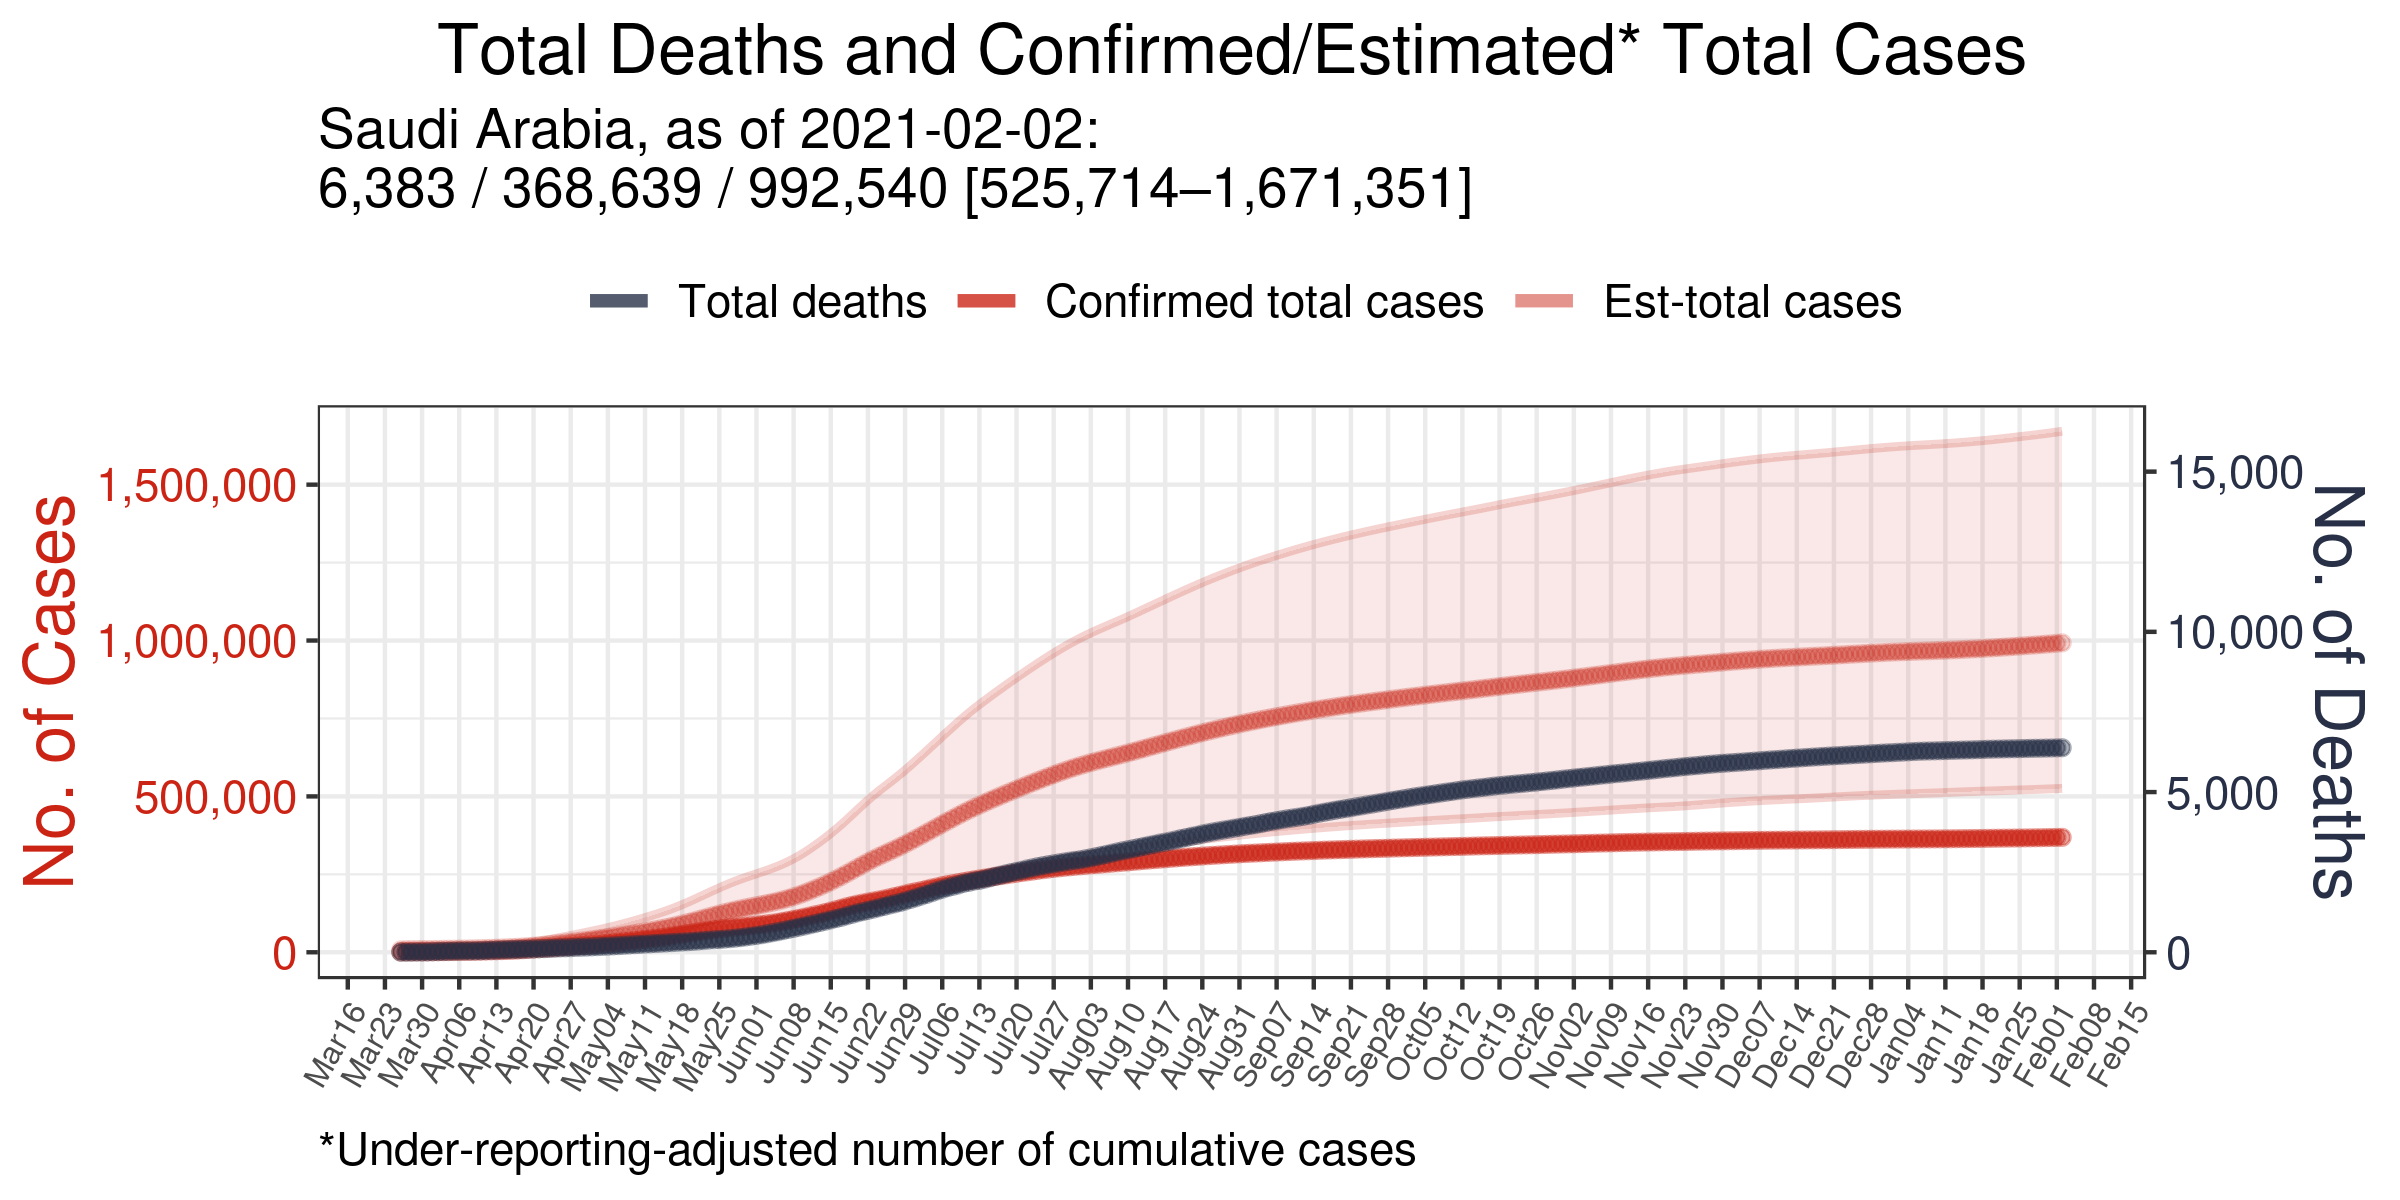 Total Deaths and Confirmed/Estimated* Total Cases
Saudi Arabia, as of 2021-02-02:
6,383 / 368,639 / 992,540 [525,714–1,671,351]
Total deaths
Confirmed total cases
Est-total cases
No. of Cases
1,500,000
1,000,000
500,000
0
15,000
10,000
5,000
0
No. of Deaths
Mar16
Mar23
Mar30
Apr06
Apr13
Apr20
Apr27
May04
May11
May18
May25
Jun01
Jun08
Jun15
Jun22
Jun29
Jul06
Jul13
Jul20
Jul27
Aug03
Aug10
Aug17
Aug24
Aug31
Sep07
Sep14
Sep21
Sep28
Oct05
Oct12
Oct19
Oct26
Nov02
Nov09
Nov16
Nov23
Nov30
Dec07
Dec14
Dec21
Dec28
Jan04
Jan11
Jan18
Jan25
Feb01
Feb08
Feb15
*Under-reporting-adjusted number of cumulative cases